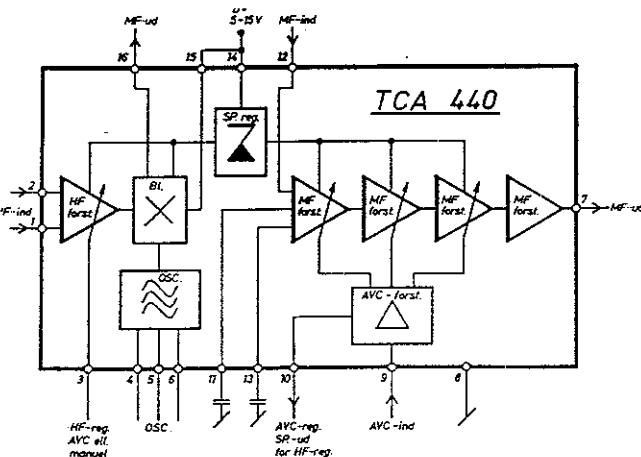 MF-ud
5-15V
MF-ind
16
15
14
12
TCA 440
SP. reg.
2
1
HF
forst.
Bl.
MF
forst.
MF
forst.
MF
forst.
MF
forst.
7
MF-ud
F-ind
OSC.
AVC-forst.
3
4
5
6
13
10
9
8
HF-reg.
AVC ell.
manuel
OSC.
AVC-reg.
SP.-ud
for HF-reg.
AVC-ind